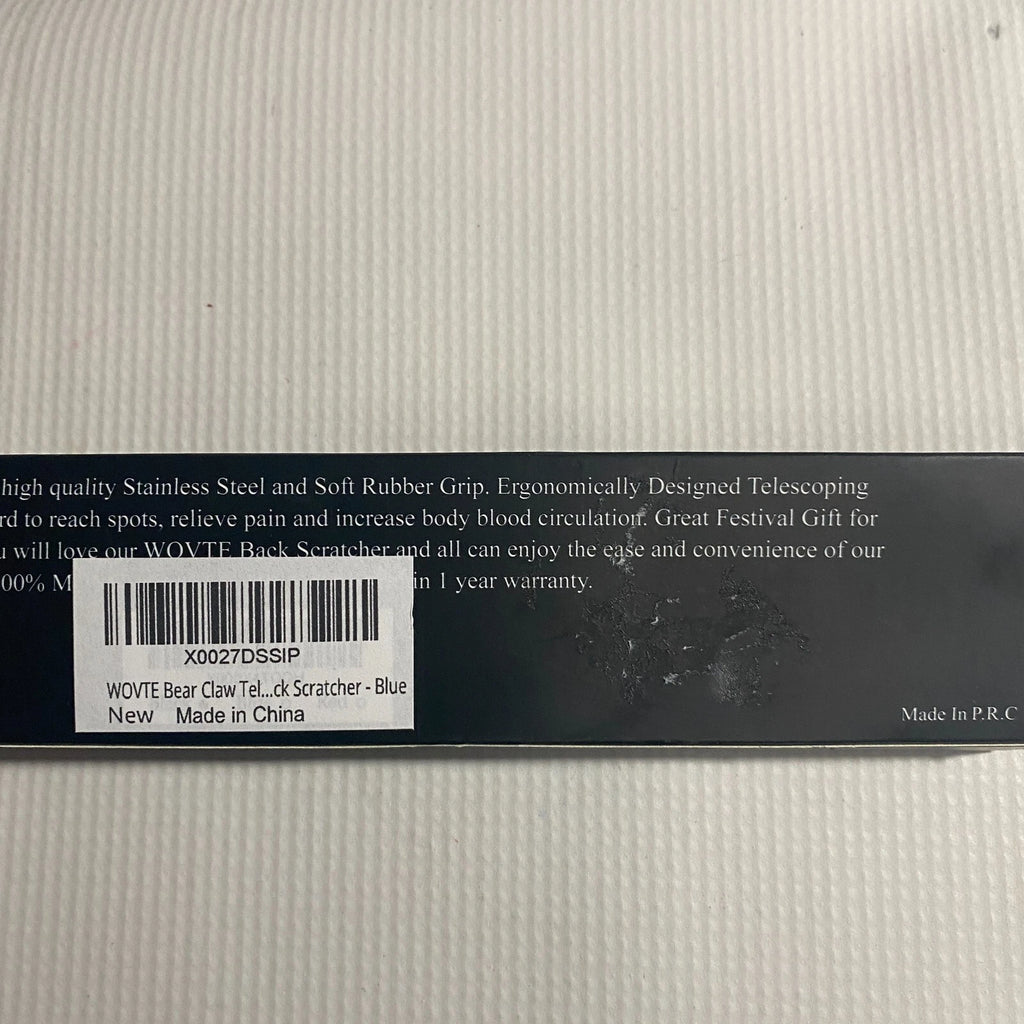 high quality Stainless Steel and Soft Rubber Grip. Ergonomically Designed Telescoping
rd to reach spots, relieve pain and increase body blood circulation. Great Festival Gift for
u will love our WOVTE Back Scratcher and all can enjoy the ease and convenience of our
00% M
in 1 year warranty.
X0027DSSIP
WOVTE Bear Claw Tel...ck Scratcher - Blue
New Made in China
Made In P.R.C